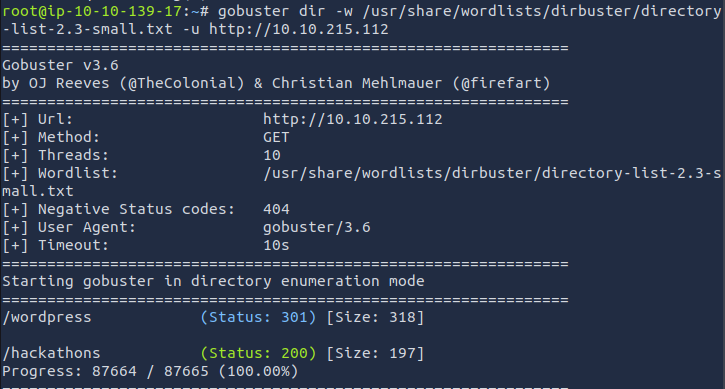 root@ip-10-10-139-17:~# gobuster dir -w /usr/share/wordlists/dirbuster/directory
-list-2.3-small.txt -u http://10.10.215.112
===============================================================
Gobuster v3.6
by OJ Reeves (@TheColonial) & Christian Mehlmauer (@firefart)
===============================================================
[+] Url:                     http://10.10.215.112
[+] Method:                  GET
[+] Threads:                 10
[+] Wordlist:                /usr/share/wordlists/dirbuster/directory-list-2.3-s
mall.txt
[+] Negative Status codes:   404
[+] User Agent:              gobuster/3.6
[+] Timeout:                 10s
===============================================================
Starting gobuster in directory enumeration mode
===============================================================
/wordpress            (Status: 301) [Size: 318]
/hackathons           (Status: 200) [Size: 197]
Progress: 87664 / 87665 (100.00%)
===============================================================